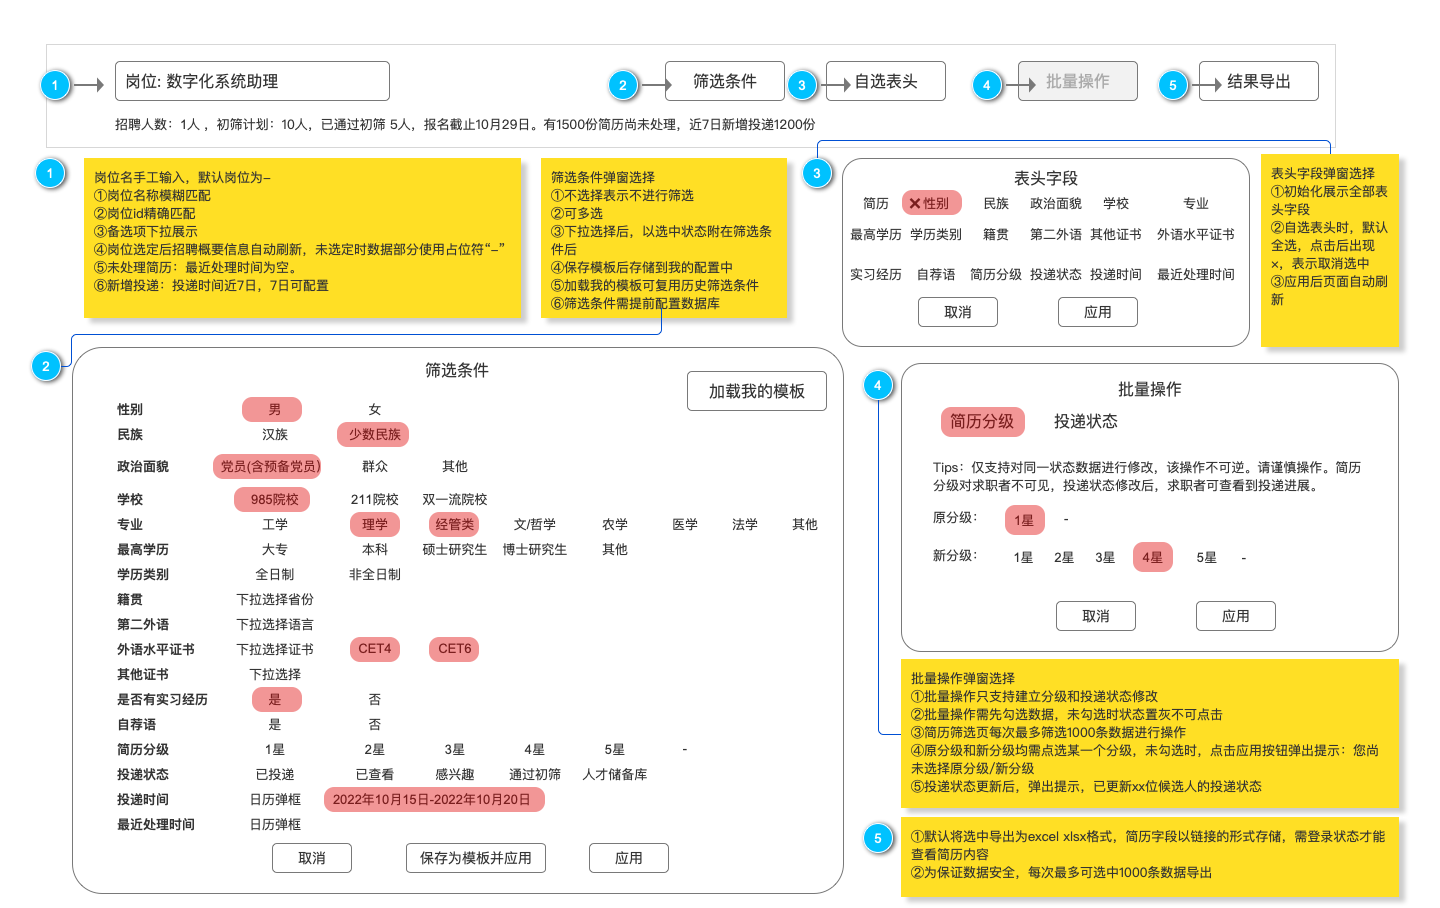 1 岗位: 数字化系统助理 2 筛选条件 3 自选表头 4 批量操作 5 结果导出
招聘人数：1人 ，初筛计划：10人，已通过初筛 5人，报名截止10月29日。有1500份简历尚未处理，近7日新增投递1200份
1
岗位名手工输入，默认岗位为–
①岗位名称模糊匹配
②岗位id精确匹配
③备选项下拉展示
④岗位选定后招聘概要信息自动刷新，未选定时数据部分使用占位符“–”
⑤未处理简历：最近处理时间为空。
⑥新增投递：投递时间近7日，7日可配置
筛选条件弹窗选择
①不选择表示不进行筛选
②可多选
③下拉选择后，以选中状态附在筛选条
件后
④保存模板后存储到我的配置中
⑤加载我的模板可复用历史筛选条件
⑥筛选条件需提前配置数据库
3
表头字段
简历 ✕性别 民族 政治面貌 学校 专业
最高学历 学历类别 籍贯 第二外语 其他证书 外语水平证书
实习经历 自荐语 简历分级 投递状态 投递时间 最近处理时间
取消 应用
表头字段弹窗选择
①初始化展示全部表
头字段
②自选表头时，默认
全选，点击后出现
×，表示取消选中
③应用后页面自动刷
新
2
筛选条件
加载我的模板
性别 男 女
民族 汉族 少数民族
政治面貌 党员(含预备党员) 群众 其他
学校 985院校 211院校 双一流院校
专业 工学 理学 经管类 文/哲学 农学 医学 法学 其他
最高学历 大专 本科 硕士研究生 博士研究生 其他
学历类别 全日制 非全日制
籍贯 下拉选择省份
第二外语 下拉选择语言
外语水平证书 下拉选择证书 CET4 CET6
其他证书 下拉选择
是否有实习经历 是 否
自荐语 是 否
简历分级 1星 2星 3星 4星 5星 -
投递状态 已投递 已查看 感兴趣 通过初筛 人才储备库
投递时间 日历弹框 2022年10月15日-2022年10月20日
最近处理时间 日历弹框
取消 保存为模板并应用 应用
4
批量操作
简历分级 投递状态
Tips：仅支持对同一状态数据进行修改，该操作不可逆。请谨慎操作。简历
分级对求职者不可见，投递状态修改后，求职者可查看到投递进展。
原分级： 1星 -
新分级： 1星 2星 3星 4星 5星 -
取消 应用
批量操作弹窗选择
①批量操作只支持建立分级和投递状态修改
②批量操作需先勾选数据，未勾选时状态置灰不可点击
③简历筛选页每次最多筛选1000条数据进行操作
④原分级和新分级均需点选某一个分级，未勾选时，点击应用按钮弹出提示：您尚
未选择原分级/新分级
⑤投递状态更新后，弹出提示，已更新xx位候选人的投递状态
5
①默认将选中导出为excel xlsx格式，简历字段以链接的形式存储，需登录状态才能
查看简历内容
②为保证数据安全，每次最多可选中1000条数据导出